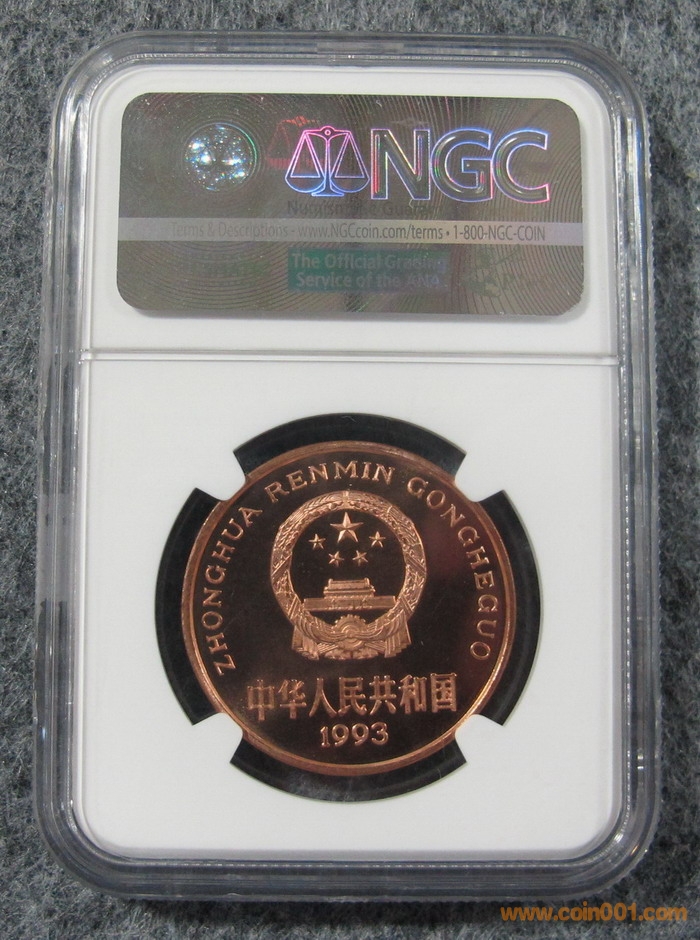 NGC
Terms & Descriptions - www.NGCcoin.com/terms • 1-800-NGC-COIN
The Official Grading
Service of the ANA
ZHONGHUA RENMIN GONGHEGUO
中华人民共和国
1993
www.coin001.com